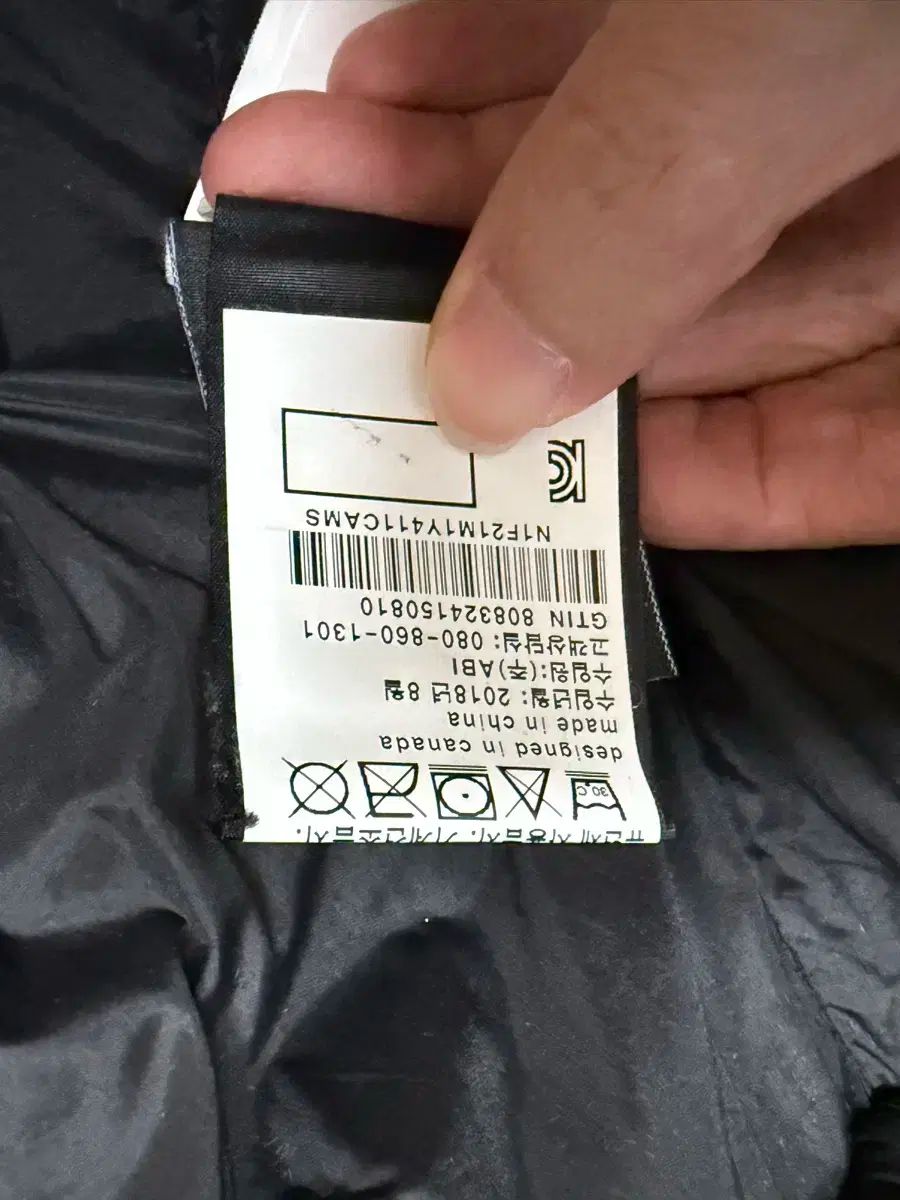 30°C
designed in canada
made in china
수입년월: 2018년 8월
수입원:(주)ABI
고객상담실: 080-860-1301
GTIN 808324150810
N1F21M1Y411CAMS